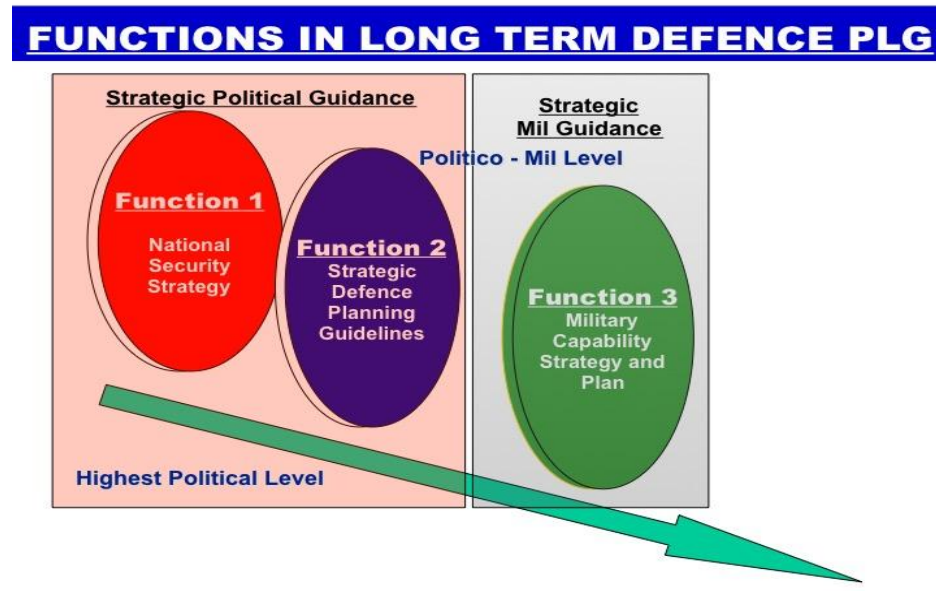 FUNCTIONS IN LONG TERM DEFENCE PLG
Strategic Political Guidance
Strategic
Mil Guidance
Politico - Mil Level
Function 1
National
Security
Strategy
Function 2
Strategic
Defence
Planning
Guidelines
Function 3
Military
Capability
Strategy and
Plan
Highest Political Level